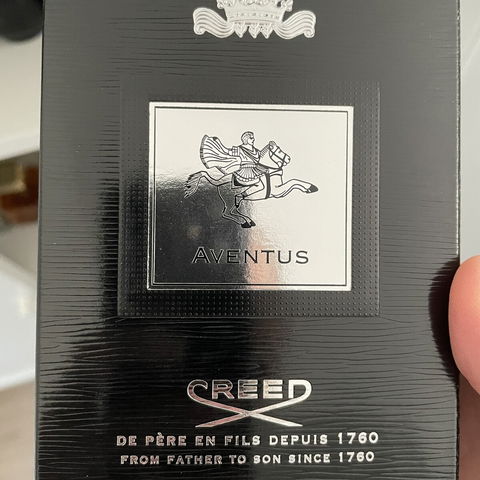 AVENTUS
CREED
DE PÈRE EN FILS DEPUIS 1760
FROM FATHER TO SON SINCE 1760